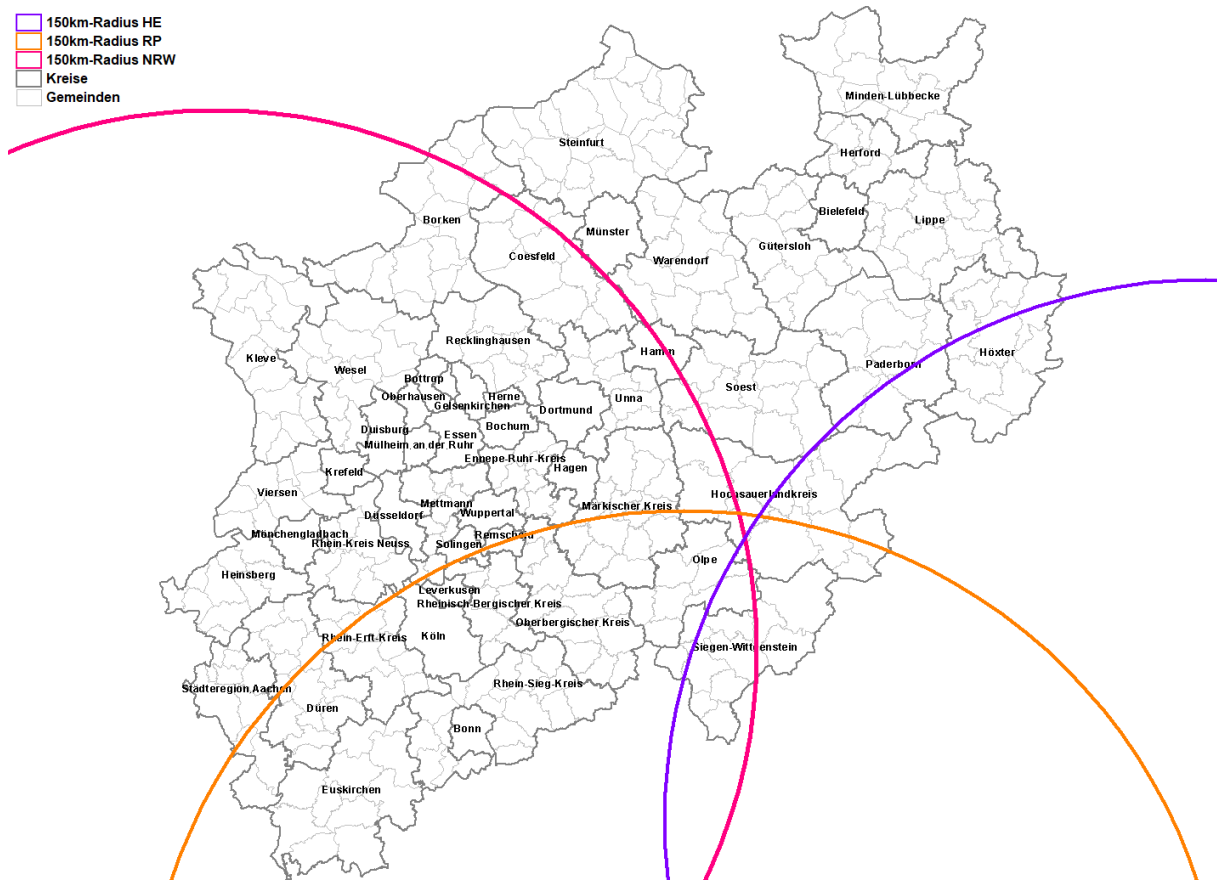 150km-Radius HE
150km-Radius RP
150km-Radius NRW
Kreise
Gemeinden
Minden-Lübbecke
Steinfurt
Herford
Bielefeld
Lippe
Borken
Münster
Gütersloh
Coesfeld
Warendorf
Recklinghausen
Hamm
Kleve
Höxter
Wesel
Paderborn
Bottrop
Soest
Oberhausen
Herne
Unna
Gelsenkirchen
Dortmund
Bochum
Duisburg
Essen
Mülheim an der Ruhr
Ennepe-Ruhr-Kreis
Hagen
Krefeld
Viersen
Hochsauerlandkreis
Mettmann
Märkischer Kreis
Düsseldorf
Wuppertal
Mönchengladbach
Remscheid
Rhein-Kreis Neuss
Solingen
Olpe
Heinsberg
Leverkusen
Rheinisch-Bergischer Kreis
Oberbergischer Kreis
Rhein-Erft-Kreis
Köln
Siegen-Wittgenstein
Rhein-Sieg-Kreis
Städteregion Aachen
Düren
Bonn
Euskirchen